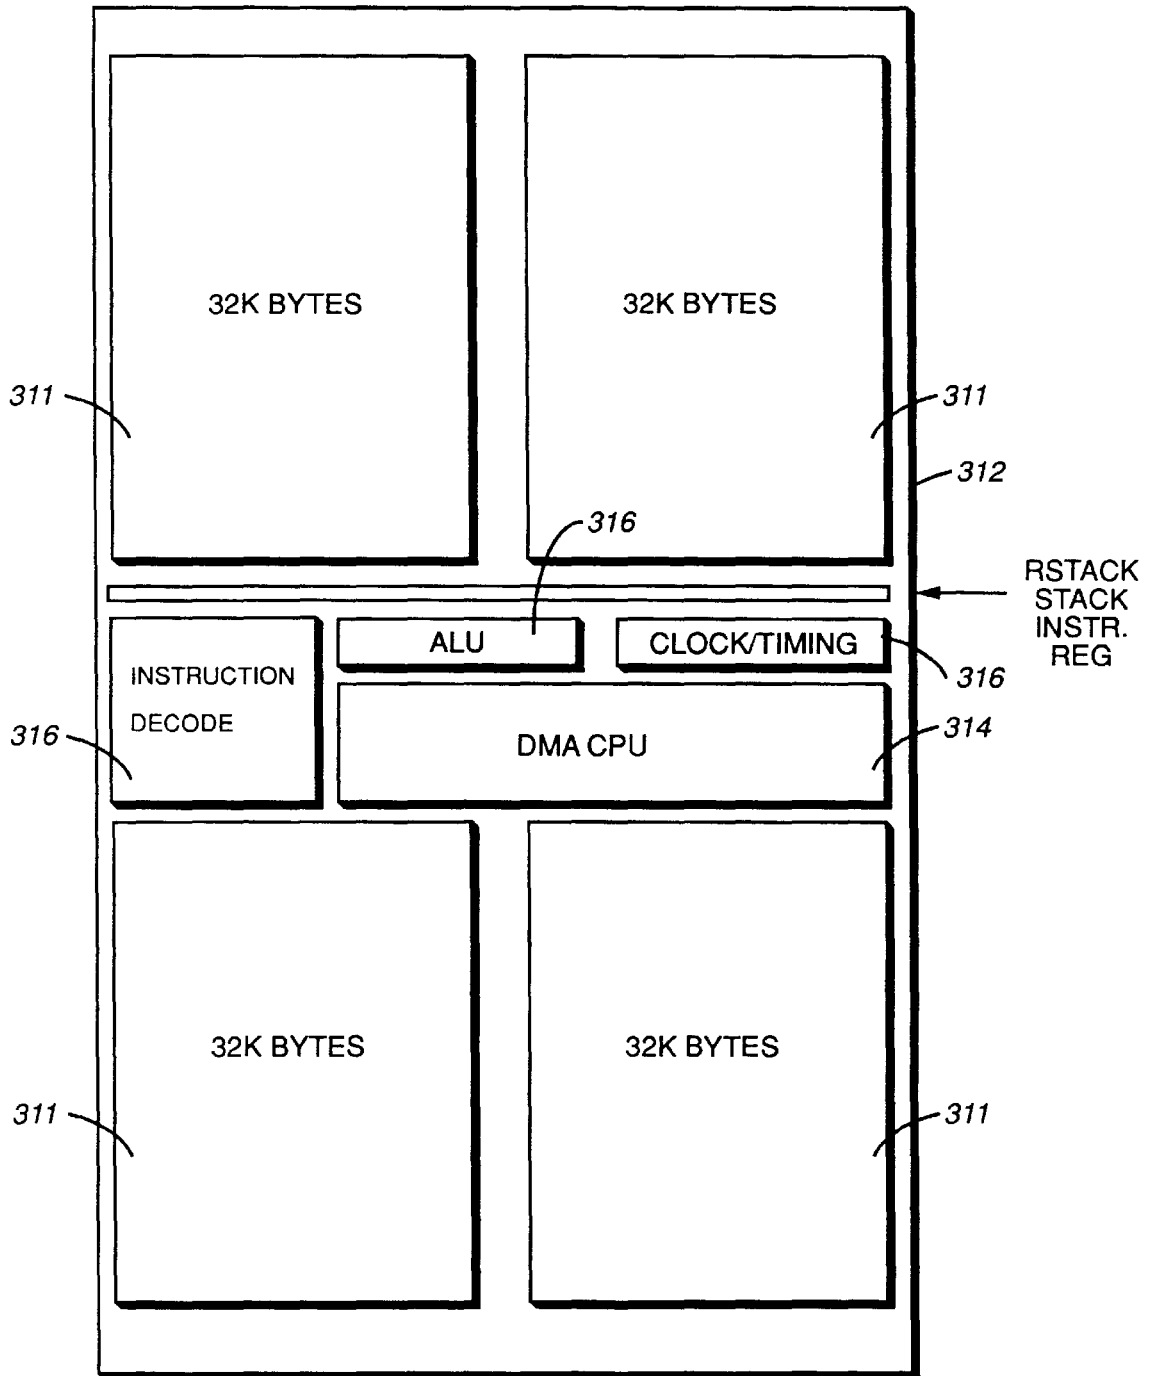 32K BYTES
32K BYTES
311
311
312
316
RSTACK
STACK
INSTR.
REG
ALU
CLOCK/TIMING
INSTRUCTION
DECODE
316
316
DMA CPU
314
32K BYTES
32K BYTES
311
311